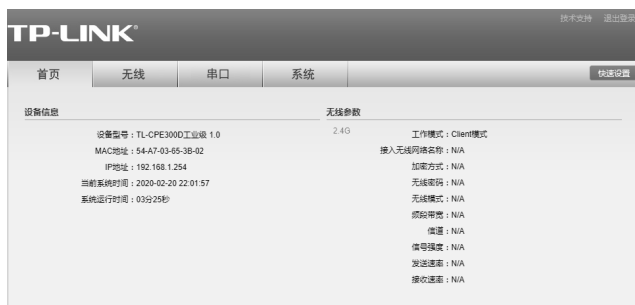 技术支持 退出登录
TP-LINK®
首页 无线 串口 系统 快速设置
设备信息
设备型号：TL-CPE300D工业级 1.0
MAC地址：54-A7-03-65-3B-02
IP地址：192.168.1.254
当前系统时间：2020-02-20 22:01:57
系统运行时间：03分25秒
无线参数
2.4G
工作模式：Client模式
接入无线网络名称：N/A
加密方式：N/A
无线密码：N/A
无线模式：N/A
频段带宽：N/A
信道：N/A
信号强度：N/A
发送速率：N/A
接收速率：N/A